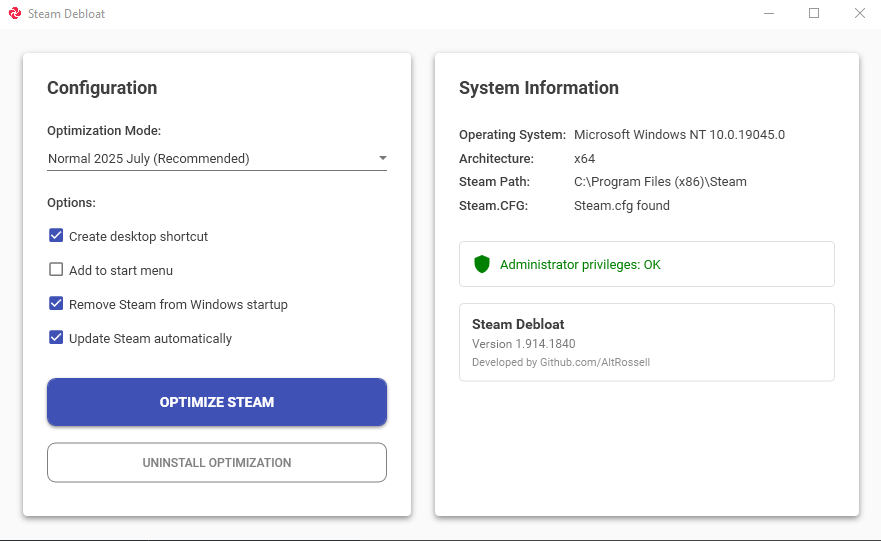 Steam Debloat
Configuration
Optimization Mode:
Normal 2025 July (Recommended)
Options:
Create desktop shortcut
Add to start menu
Remove Steam from Windows startup
Update Steam automatically
OPTIMIZE STEAM
UNINSTALL OPTIMIZATION
System Information
Operating System: Microsoft Windows NT 10.0.19045.0
Architecture: x64
Steam Path: C:\Program Files (x86)\Steam
Steam.CFG: Steam.cfg found
Administrator privileges: OK
Steam Debloat
Version 1.914.1840
Developed by Github.com/AltRossell